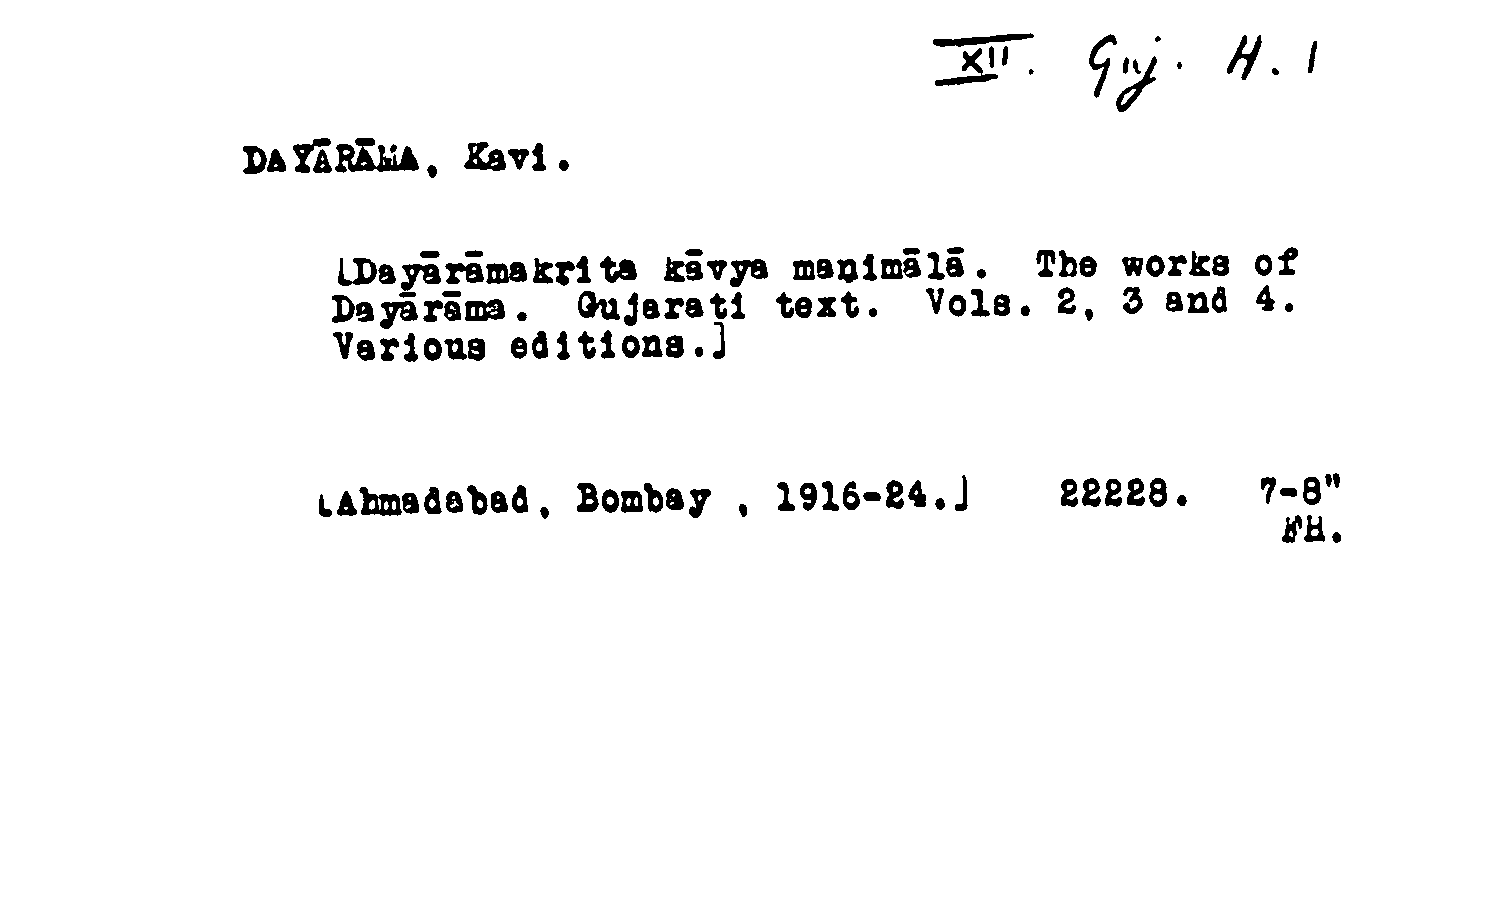 XII. Guj. H. 1
DAYĀRĀMA, Kavi.
[Dayārāmakṛita kāvya maṇimālā. The works of
Dayārāma. Gujarati text. Vols. 2, 3 and 4.
Various editions.]
[Ahmadabad, Bombay , 1916-24.] 22228. 7-8"
FH.